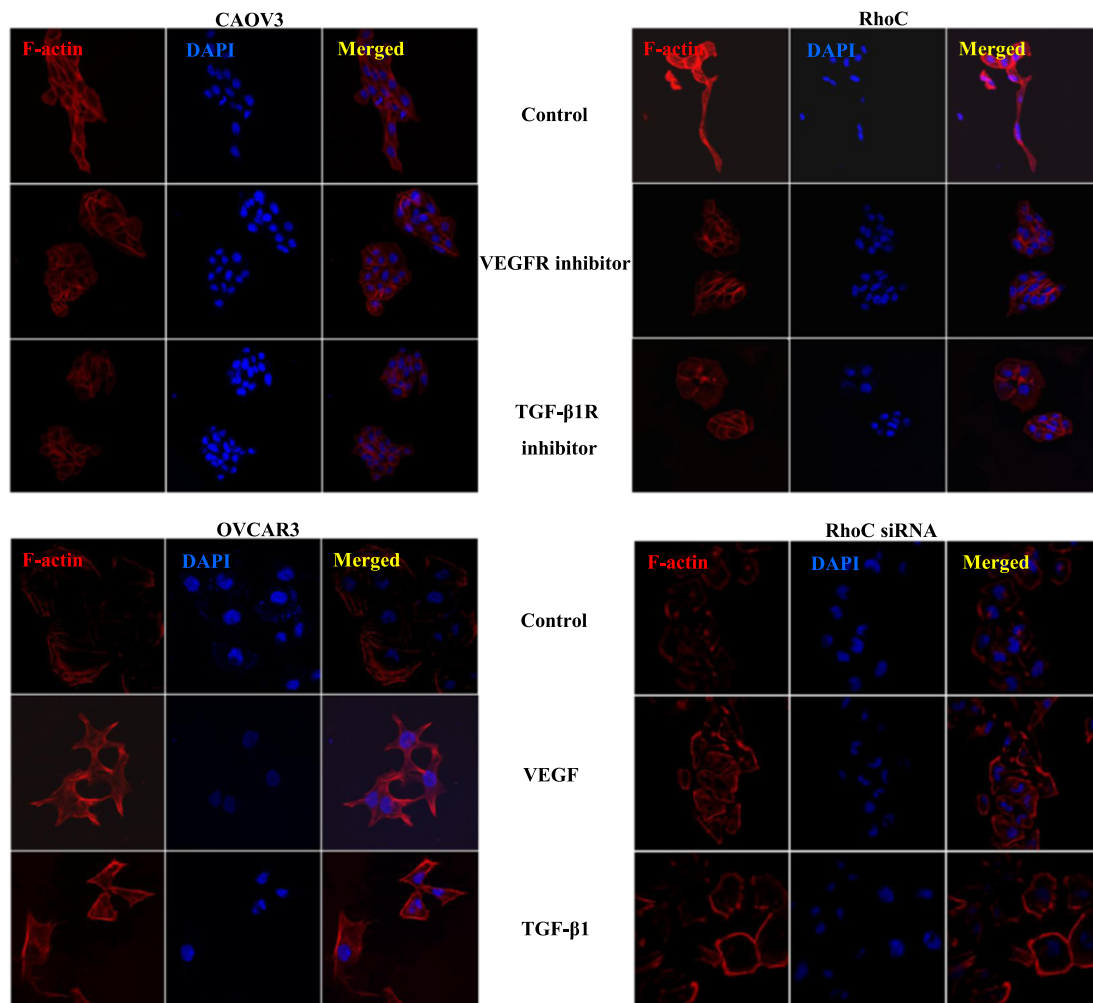 CAOV3
RhoC
F-actin DAPI Merged
F-actin DAPI Merged
Control
VEGFR inhibitor
TGF-β1R
inhibitor
OVCAR3
RhoC siRNA
F-actin DAPI Merged
F-actin DAPI Merged
Control
VEGF
TGF-β1